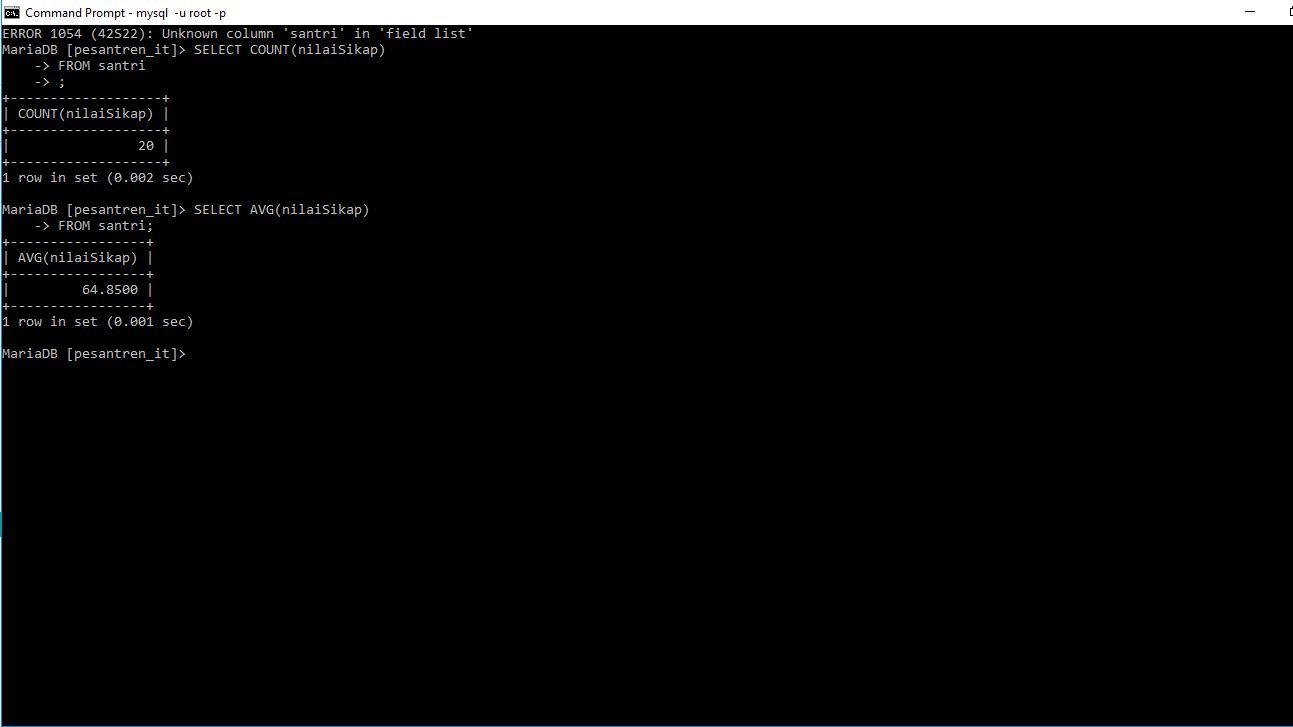 Command Prompt - mysql  -u root -p
ERROR 1054 (42S22): Unknown column 'santri' in 'field list'
MariaDB [pesantren_it]> SELECT COUNT(nilaiSikap)
    -> FROM santri
    -> ;
+-------------------+
| COUNT(nilaiSikap) |
+-------------------+
|                20 |
+-------------------+
1 row in set (0.002 sec)

MariaDB [pesantren_it]> SELECT AVG(nilaiSikap)
    -> FROM santri;
+-----------------+
| AVG(nilaiSikap) |
+-----------------+
|         64.8500 |
+-----------------+
1 row in set (0.001 sec)

MariaDB [pesantren_it]>